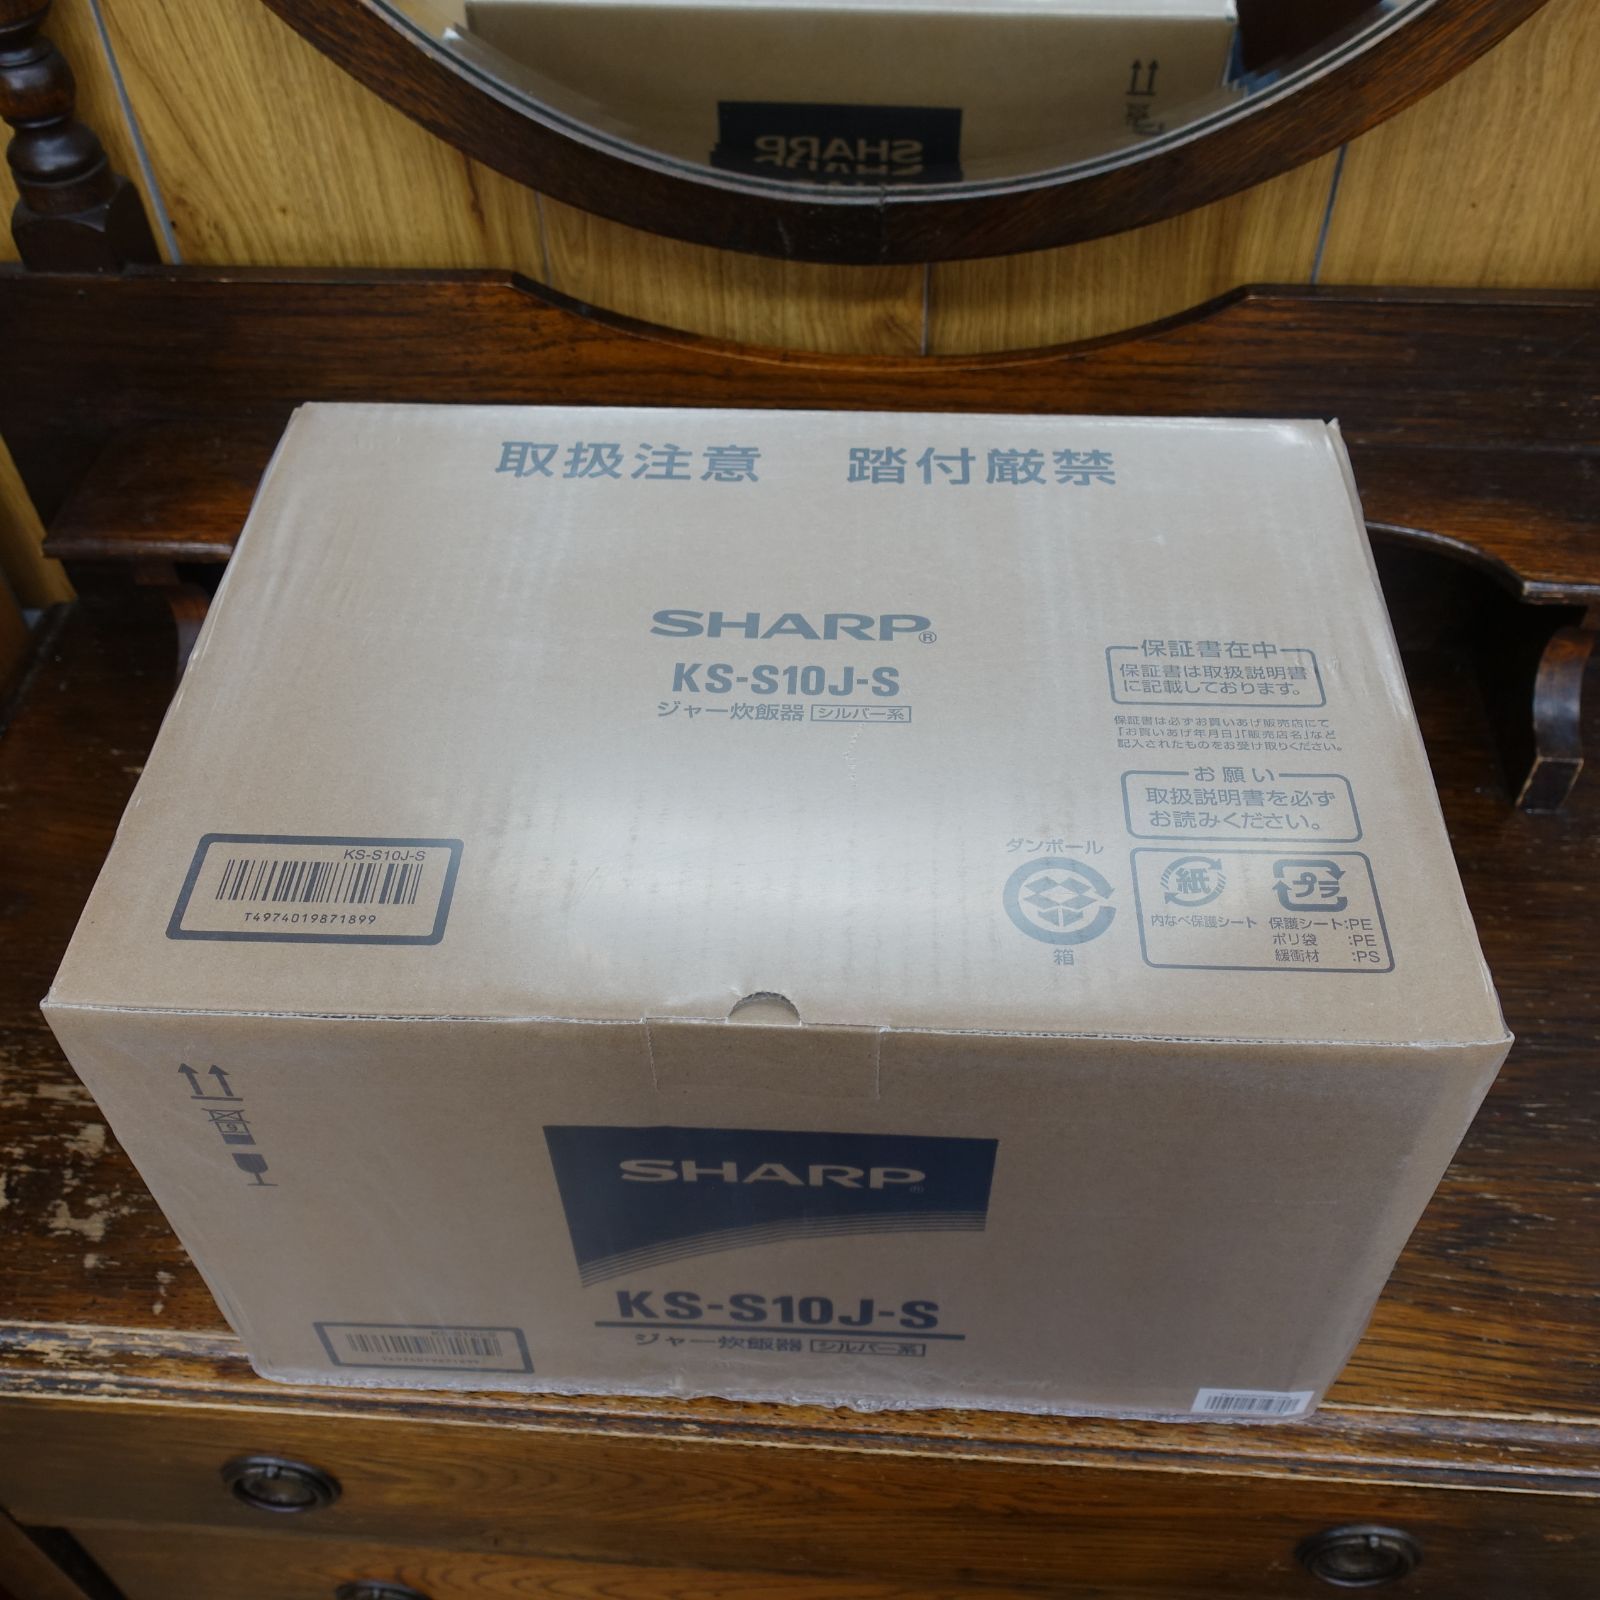 SHARP
取扱注意 踏付厳禁
SHARP®
KS-S10J-S
ジャー炊飯器 シルバー系
保証書在中
保証書は取扱説明書
に記載しております。
保証書は必ずお買いあげ販売店にて
「お買いあげ年月日」「販売店名」など
記入されたものをお受け取りください。
お願い
取扱説明書を必ず
お読みください。
KS-S10J-S
T4974019871899
ダンボール
箱
紙
内なべ保護シート
プラ
保護シート:PE
ポリ袋 :PE
緩衝材 :PS
9
SHARP®
KS-S10J-S
ジャー炊飯器 シルバー系
KS-S10J-S
T4974019871899